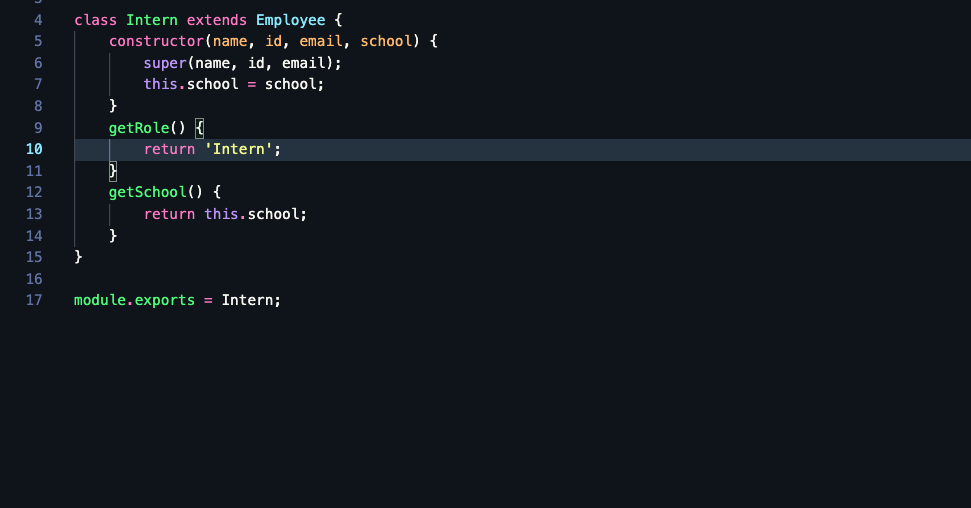 3
4 class Intern extends Employee {
5 constructor(name, id, email, school) {
6 super(name, id, email);
7 this.school = school;
8 }
9 getRole() {
10 return 'Intern';
11 }
12 getSchool() {
13 return this.school;
14 }
15 }
16
17 module.exports = Intern;